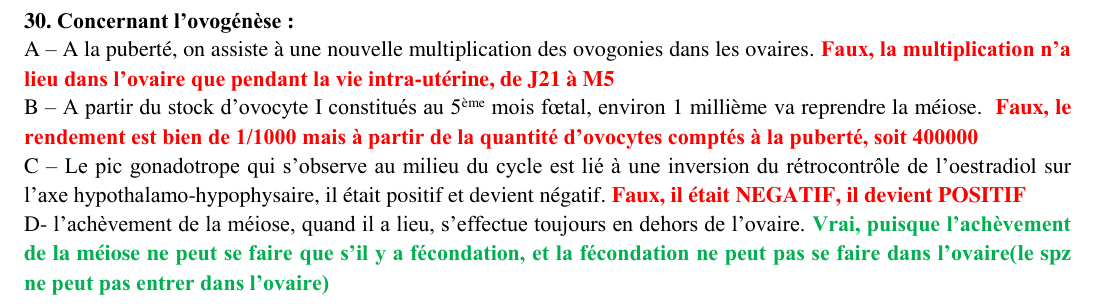 30. Concernant l’ovogénèse :
A – A la puberté, on assiste à une nouvelle multiplication des ovogonies dans les ovaires. Faux, la multiplication n’a
lieu dans l’ovaire que pendant la vie intra-utérine, de J21 à M5
B – A partir du stock d’ovocyte I constitués au 5ème mois fœtal, environ 1 millième va reprendre la méiose. Faux, le
rendement est bien de 1/1000 mais à partir de la quantité d’ovocytes comptés à la puberté, soit 400000
C – Le pic gonadotrope qui s’observe au milieu du cycle est lié à une inversion du rétrocontrôle de l’oestradiol sur
l’axe hypothalamo-hypophysaire, il était positif et devient négatif. Faux, il était NEGATIF, il devient POSITIF
D- l’achèvement de la méiose, quand il a lieu, s’effectue toujours en dehors de l’ovaire. Vrai, puisque l’achèvement
de la méiose ne peut se faire que s’il y a fécondation, et la fécondation ne peut pas se faire dans l’ovaire(le spz
ne peut pas entrer dans l’ovaire)